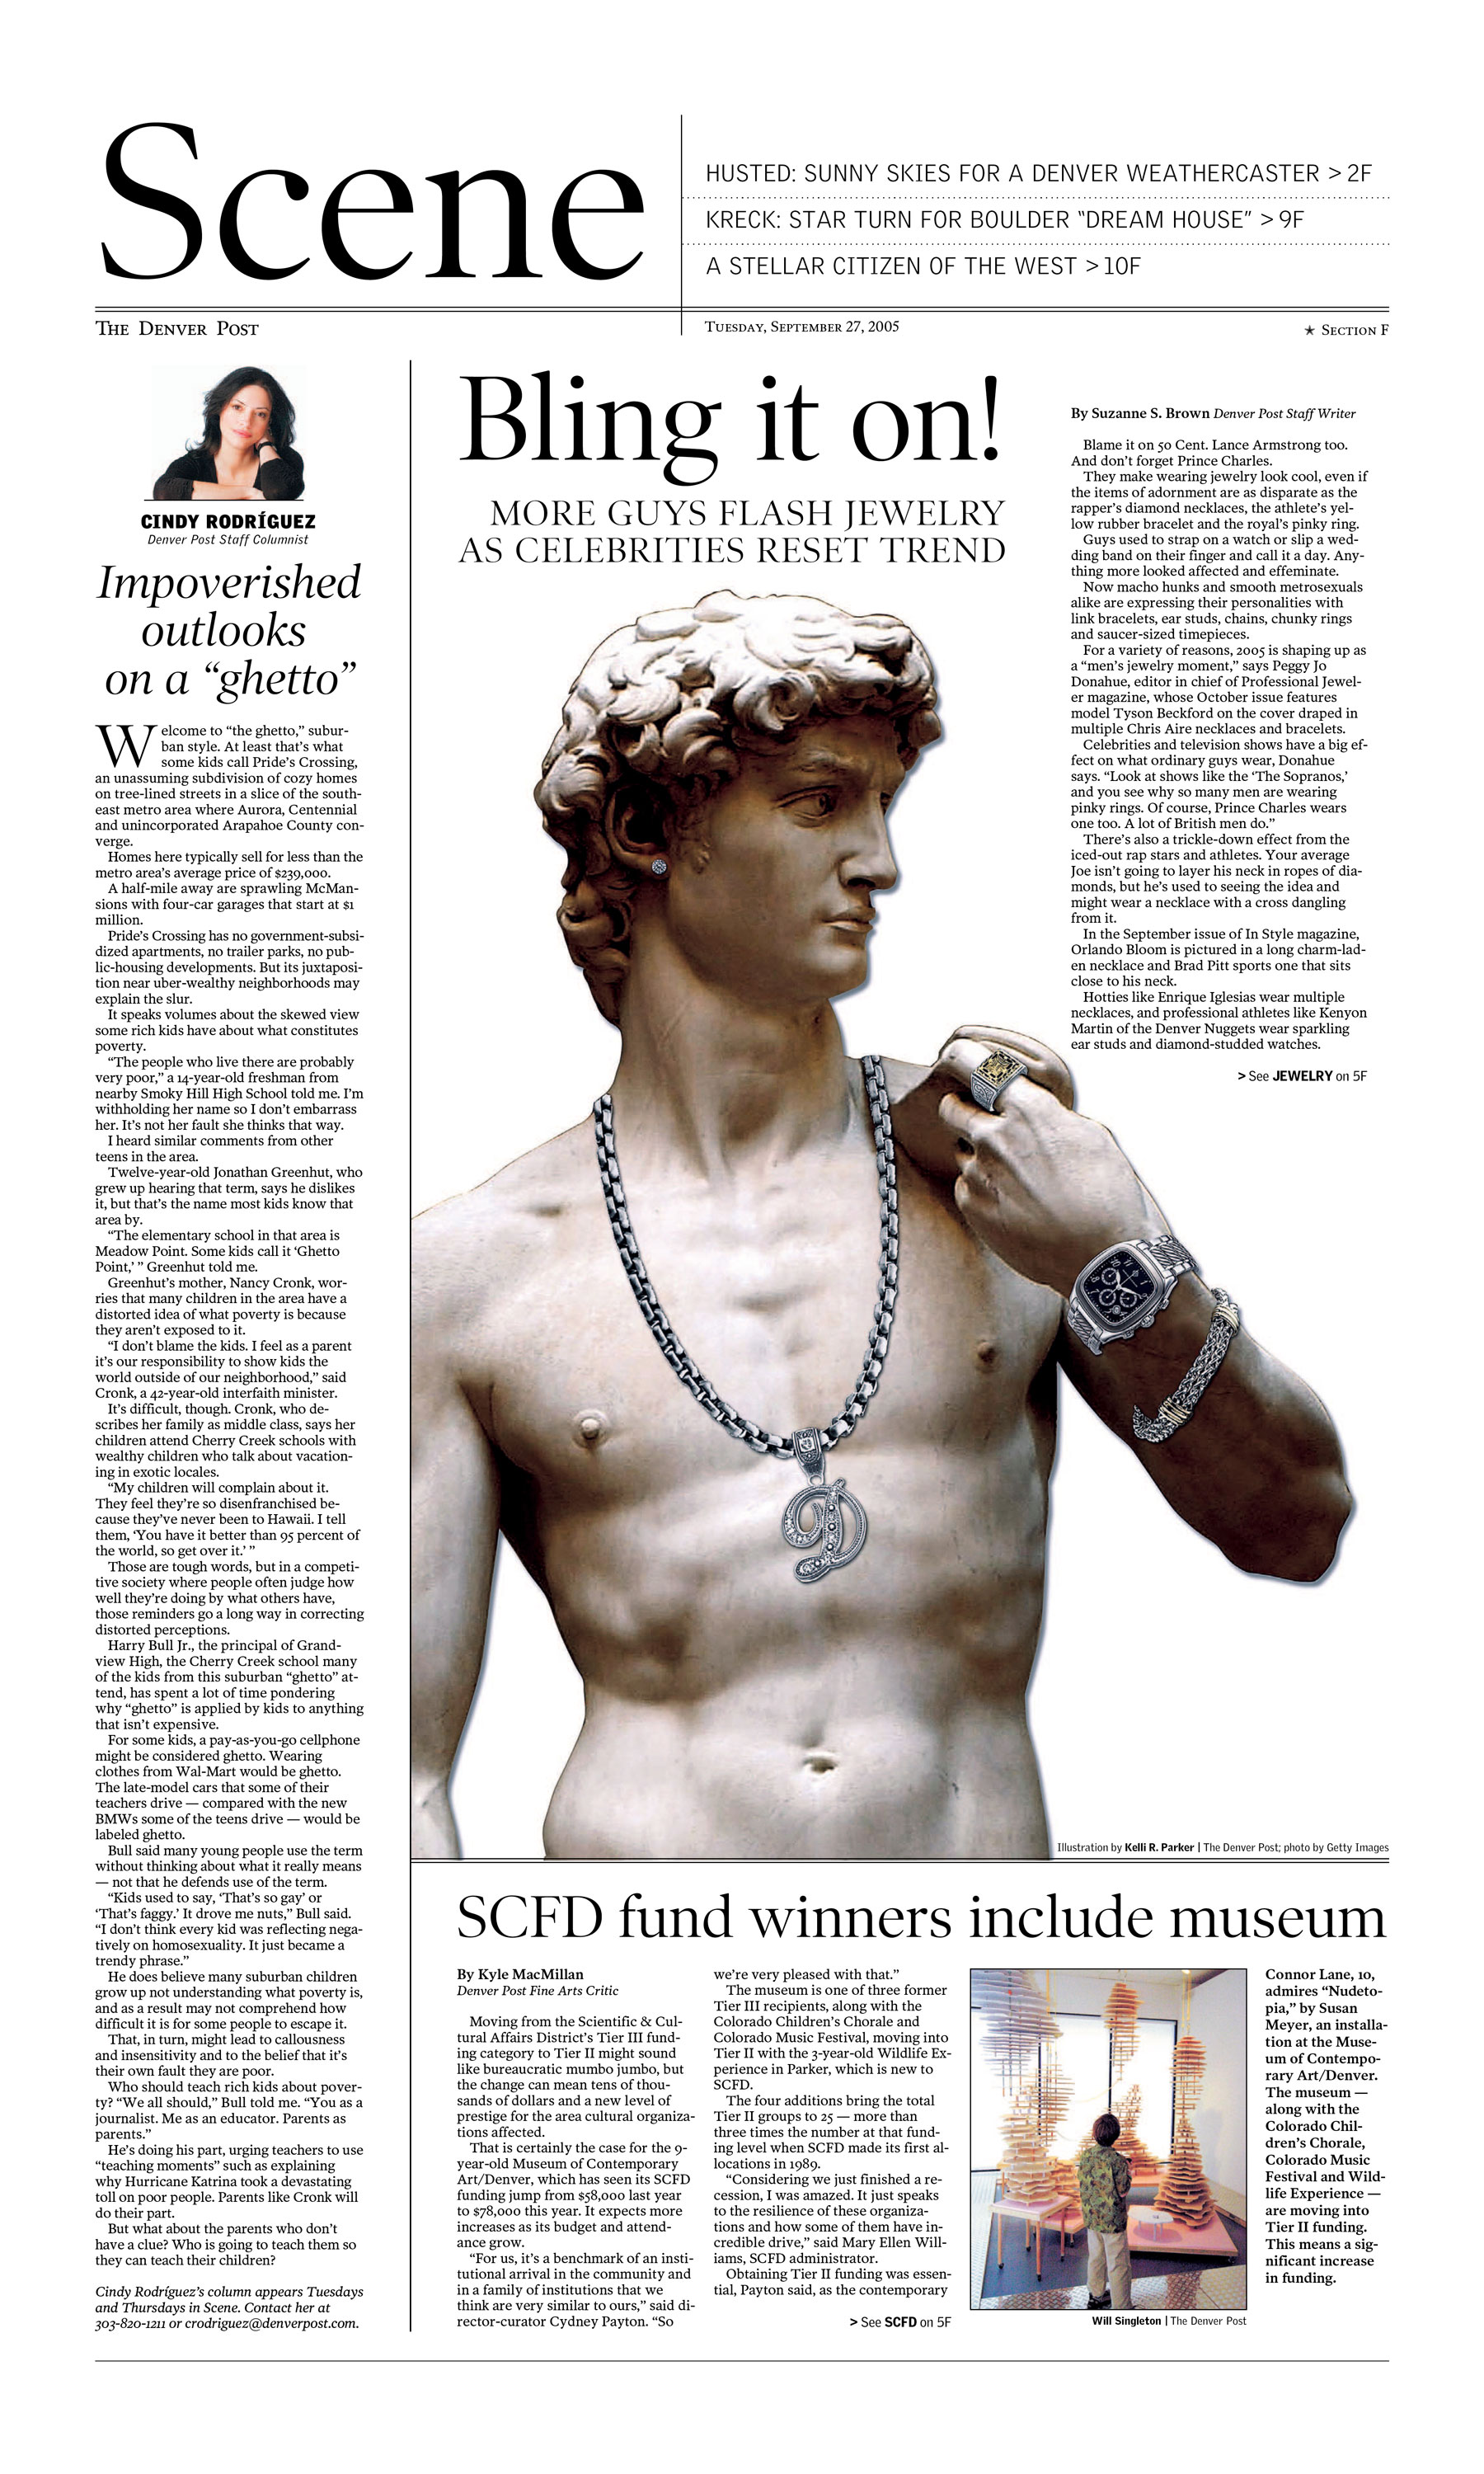 Scene
HUSTED: SUNNY SKIES FOR A DENVER WEATHERCASTER > 2F
KRECK: STAR TURN FOR BOULDER “DREAM HOUSE” > 9F
A STELLAR CITIZEN OF THE WEST >10F
THE DENVER POST
TUESDAY, SEPTEMBER 27, 2005
★ SECTION F
CINDY RODRÍGUEZ
Denver Post Staff Columnist
Impoverished
outlooks
on a “ghetto”
Welcome to “the ghetto,” subur-
ban style. At least that’s what
some kids call Pride’s Crossing,
an unassuming subdivision of cozy homes
on tree-lined streets in a slice of the south-
east metro area where Aurora, Centennial
and unincorporated Arapahoe County con-
verge.
Homes here typically sell for less than the
metro area’s average price of $239,000.
A half-mile away are sprawling McMan-
sions with four-car garages that start at $1
million.
Pride’s Crossing has no government-subsi-
dized apartments, no trailer parks, no pub-
lic-housing developments. But its juxtaposi-
tion near uber-wealthy neighborhoods may
explain the slur.
It speaks volumes about the skewed view
some rich kids have about what constitutes
poverty.
“The people who live there are probably
very poor,” a 14-year-old freshman from
nearby Smoky Hill High School told me. I’m
withholding her name so I don’t embarrass
her. It’s not her fault she thinks that way.
I heard similar comments from other
teens in the area.
Twelve-year-old Jonathan Greenhut, who
grew up hearing that term, says he dislikes
it, but that’s the name most kids know that
area by.
“The elementary school in that area is
Meadow Point. Some kids call it ‘Ghetto
Point,’ ” Greenhut told me.
Greenhut’s mother, Nancy Cronk, wor-
ries that many children in the area have a
distorted idea of what poverty is because
they aren’t exposed to it.
“I don’t blame the kids. I feel as a parent
it’s our responsibility to show kids the
world outside of our neighborhood,” said
Cronk, a 42-year-old interfaith minister.
It’s difficult, though. Cronk, who de-
scribes her family as middle class, says her
children attend Cherry Creek schools with
wealthy children who talk about vacation-
ing in exotic locales.
“My children will complain about it.
They feel they’re so disenfranchised be-
cause they’ve never been to Hawaii. I tell
them, ‘You have it better than 95 percent of
the world, so get over it.’ ”
Those are tough words, but in a competi-
tive society where people often judge how
well they’re doing by what others have,
those reminders go a long way in correcting
distorted perceptions.
Harry Bull Jr., the principal of Grand-
view High, the Cherry Creek school many
of the kids from this suburban “ghetto” at-
tend, has spent a lot of time pondering
why “ghetto” is applied by kids to anything
that isn’t expensive.
For some kids, a pay-as-you-go cellphone
might be considered ghetto. Wearing
clothes from Wal-Mart would be ghetto.
The late-model cars that some of their
teachers drive — compared with the new
BMWs some of the teens drive — would be
labeled ghetto.
Bull said many young people use the term
without thinking about what it really means
— not that he defends use of the term.
“Kids used to say, ‘That’s so gay’ or
‘That’s faggy.’ It drove me nuts,” Bull said.
“I don’t think every kid was reflecting nega-
tively on homosexuality. It just became a
trendy phrase.”
He does believe many suburban children
grow up not understanding what poverty is,
and as a result may not comprehend how
difficult it is for some people to escape it.
That, in turn, might lead to callousness
and insensitivity and to the belief that it’s
their own fault they are poor.
Who should teach rich kids about pover-
ty? “We all should,” Bull told me. “You as a
journalist. Me as an educator. Parents as
parents.”
He’s doing his part, urging teachers to use
“teaching moments” such as explaining
why Hurricane Katrina took a devastating
toll on poor people. Parents like Cronk will
do their part.
But what about the parents who don’t
have a clue? Who is going to teach them so
they can teach their children?
Cindy Rodríguez’s column appears Tuesdays
and Thursdays in Scene. Contact her at
303-820-1211 or crodriguez@denverpost.com.
Bling it on!
MORE GUYS FLASH JEWELRY
AS CELEBRITIES RESET TREND
By Suzanne S. Brown Denver Post Staff Writer
Blame it on 50 Cent. Lance Armstrong too.
And don’t forget Prince Charles.
They make wearing jewelry look cool, even if
the items of adornment are as disparate as the
rapper’s diamond necklaces, the athlete’s yel-
low rubber bracelet and the royal’s pinky ring.
Guys used to strap on a watch or slip a wed-
ding band on their finger and call it a day. Any-
thing more looked affected and effeminate.
Now macho hunks and smooth metrosexuals
alike are expressing their personalities with
link bracelets, ear studs, chains, chunky rings
and saucer-sized timepieces.
For a variety of reasons, 2005 is shaping up as
a “men’s jewelry moment,” says Peggy Jo
Donahue, editor in chief of Professional Jewel-
er magazine, whose October issue features
model Tyson Beckford on the cover draped in
multiple Chris Aire necklaces and bracelets.
Celebrities and television shows have a big ef-
fect on what ordinary guys wear, Donahue
says. “Look at shows like the ‘The Sopranos,’
and you see why so many men are wearing
pinky rings. Of course, Prince Charles wears
one too. A lot of British men do.”
There’s also a trickle-down effect from the
iced-out rap stars and athletes. Your average
Joe isn’t going to layer his neck in ropes of dia-
monds, but he’s used to seeing the idea and
might wear a necklace with a cross dangling
from it.
In the September issue of In Style magazine,
Orlando Bloom is pictured in a long charm-lad-
en necklace and Brad Pitt sports one that sits
close to his neck.
Hotties like Enrique Iglesias wear multiple
necklaces, and professional athletes like Kenyon
Martin of the Denver Nuggets wear sparkling
ear studs and diamond-studded watches.
> See JEWELRY on 5F
D
Illustration by Kelli R. Parker | The Denver Post; photo by Getty Images
SCFD fund winners include museum
By Kyle MacMillan
Denver Post Fine Arts Critic
Moving from the Scientific & Cul-
tural Affairs District’s Tier III fund-
ing category to Tier II might sound
like bureaucratic mumbo jumbo, but
the change can mean tens of thou-
sands of dollars and a new level of
prestige for the area cultural organiza-
tions affected.
That is certainly the case for the 9-
year-old Museum of Contemporary
Art/Denver, which has seen its SCFD
funding jump from $58,000 last year
to $78,000 this year. It expects more
increases as its budget and attend-
ance grow.
“For us, it’s a benchmark of an insti-
tutional arrival in the community and
in a family of institutions that we
think are very similar to ours,” said di-
rector-curator Cydney Payton. “So
we’re very pleased with that.”
The museum is one of three former
Tier III recipients, along with the
Colorado Children’s Chorale and
Colorado Music Festival, moving into
Tier II with the 3-year-old Wildlife Ex-
perience in Parker, which is new to
SCFD.
The four additions bring the total
Tier II groups to 25 — more than
three times the number at that fund-
ing level when SCFD made its first al-
locations in 1989.
“Considering we just finished a re-
cession, I was amazed. It just speaks
to the resilience of these organiza-
tions and how some of them have in-
credible drive,” said Mary Ellen Will-
iams, SCFD administrator.
Obtaining Tier II funding was essen-
tial, Payton said, as the contemporary
> See SCFD on 5F
Will Singleton | The Denver Post
Connor Lane, 10,
admires “Nudeto-
pia,” by Susan
Meyer, an installa-
tion at the Muse-
um of Contempo-
rary Art/Denver.
The museum —
along with the
Colorado Chil-
dren’s Chorale,
Colorado Music
Festival and Wild-
life Experience —
are moving into
Tier II funding.
This means a sig-
nificant increase
in funding.